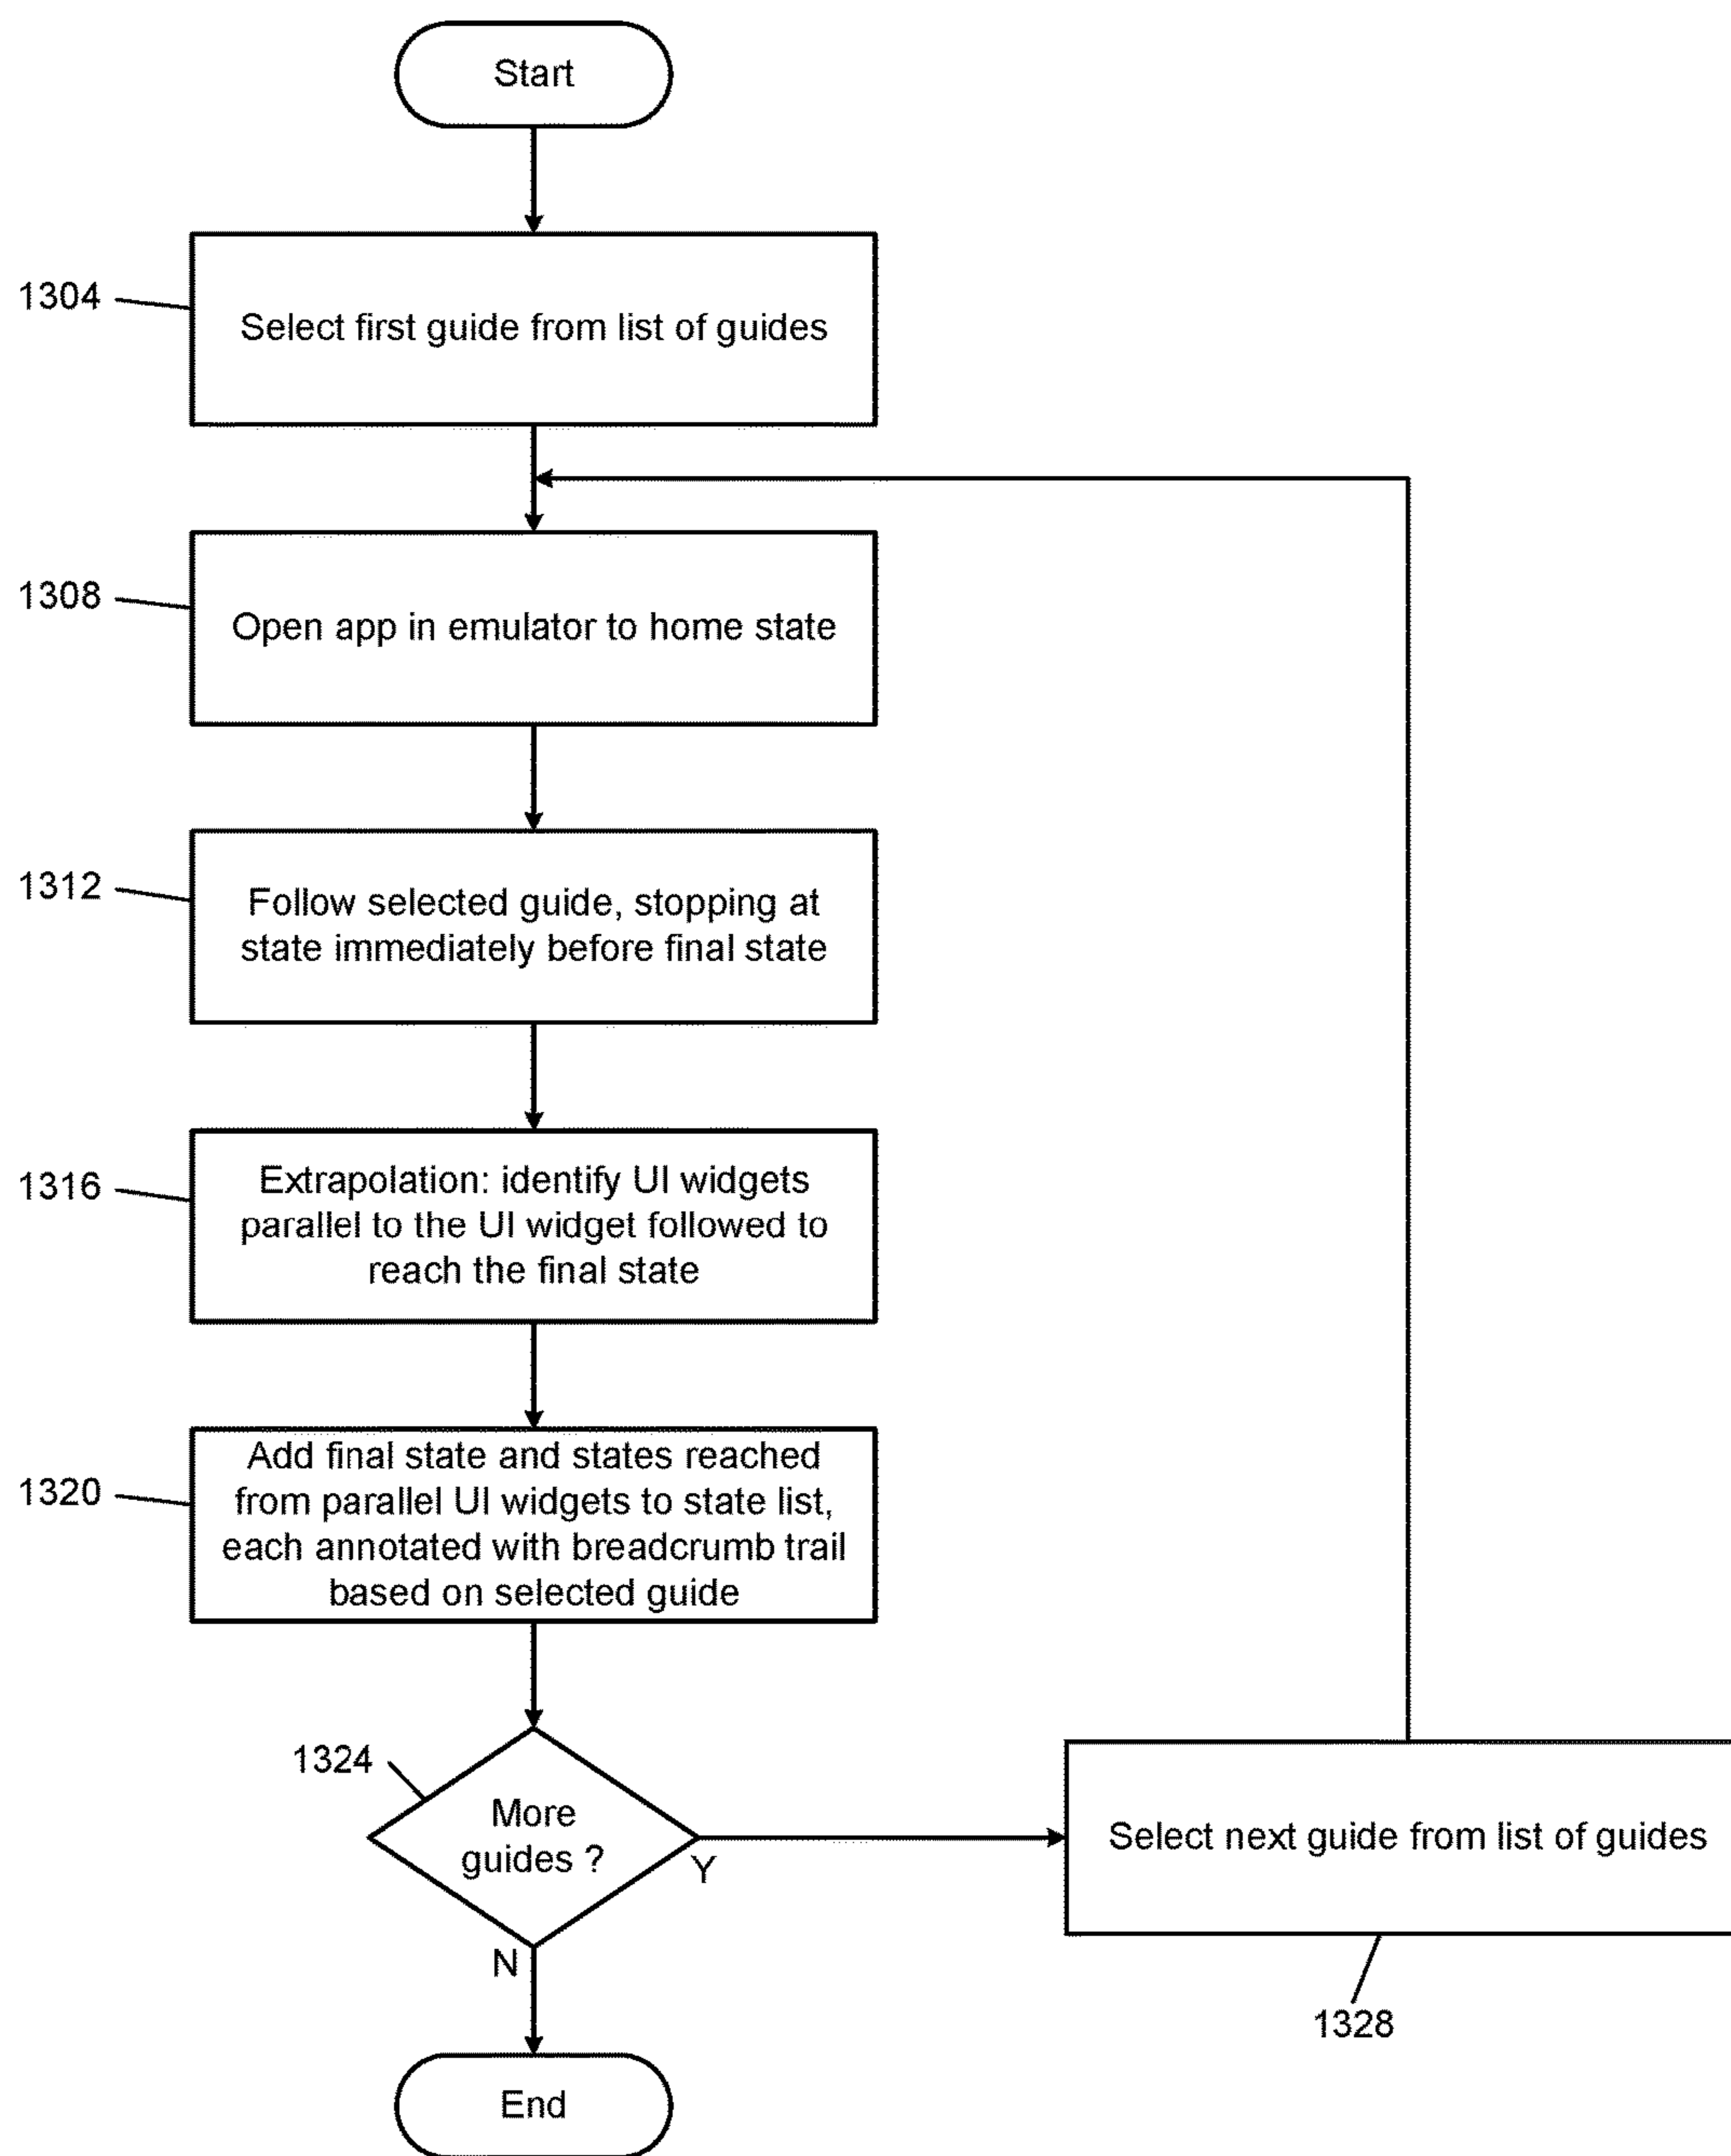 Start
1304
Select first guide from list of guides
1308
Open app in emulator to home state
1312
Follow selected guide, stopping at
state immediately before final state
1316
Extrapolation: identify UI widgets
parallel to the UI widget followed to
reach the final state
1320
Add final state and states reached
from parallel UI widgets to state list,
each annotated with breadcrumb trail
based on selected guide
1324
More
guides ?
Y
Select next guide from list of guides
N
1328
End